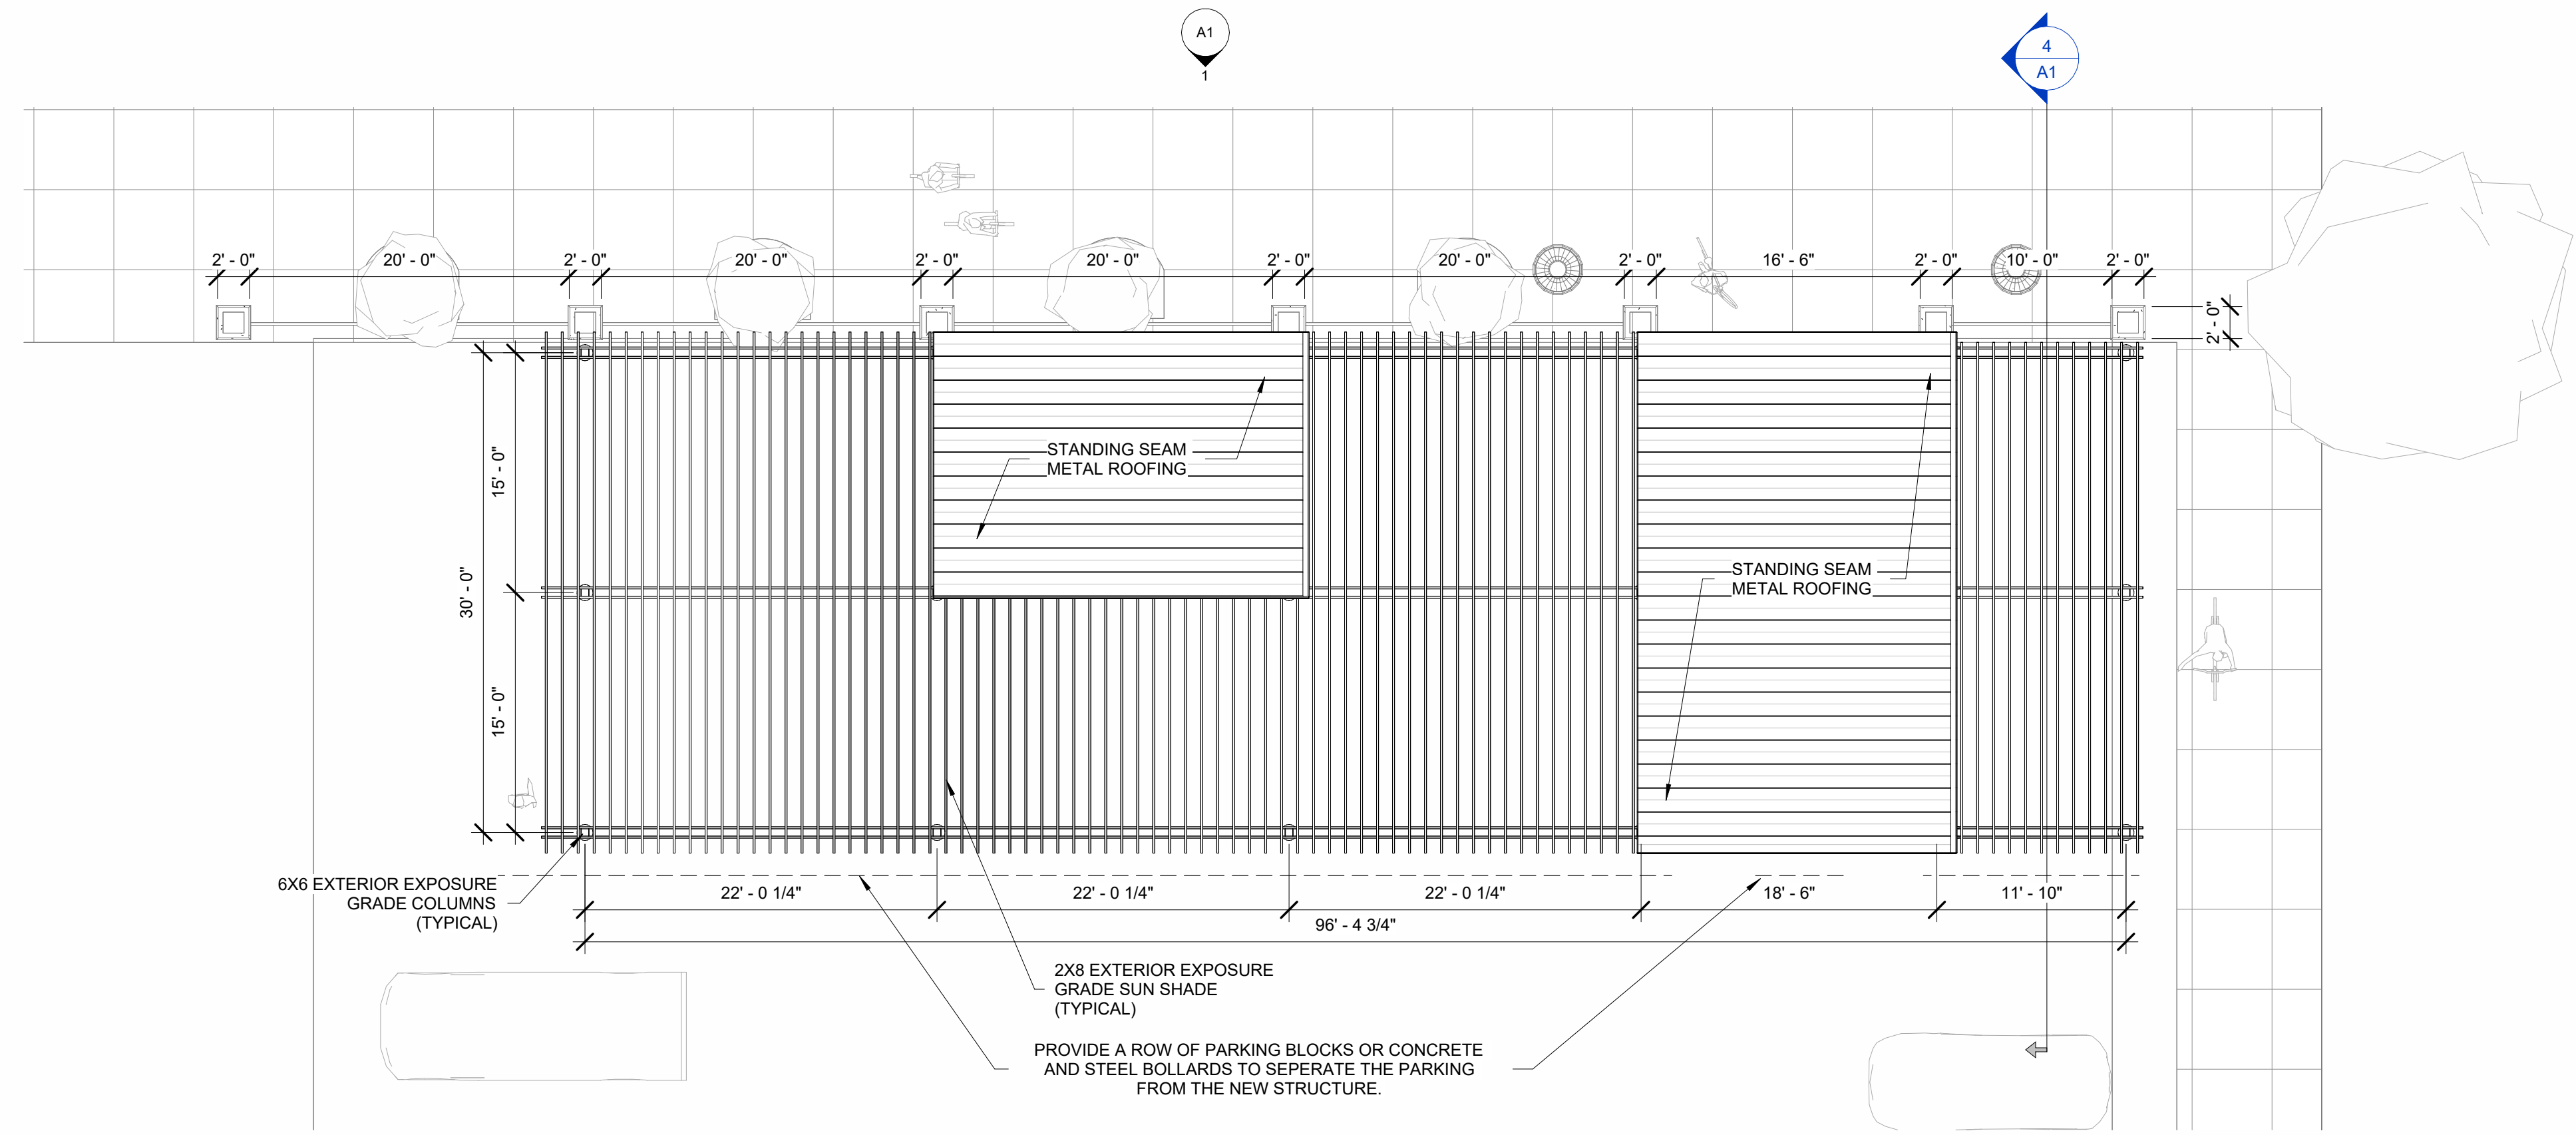 A1
1
4
A1
2' - 0"
20' - 0"
2' - 0"
20' - 0"
2' - 0"
20' - 0"
2' - 0"
20' - 0"
2' - 0"
16' - 6"
2' - 0"
10' - 0"
2' - 0"
2' - 0"
15' - 0"
30' - 0"
15' - 0"
STANDING SEAM
METAL ROOFING
STANDING SEAM
METAL ROOFING
6X6 EXTERIOR EXPOSURE
GRADE COLUMNS
(TYPICAL)
22' - 0 1/4"
22' - 0 1/4"
22' - 0 1/4"
18' - 6"
11' - 10"
96' - 4 3/4"
2X8 EXTERIOR EXPOSURE
GRADE SUN SHADE
(TYPICAL)
PROVIDE A ROW OF PARKING BLOCKS OR CONCRETE
AND STEEL BOLLARDS TO SEPERATE THE PARKING
FROM THE NEW STRUCTURE.